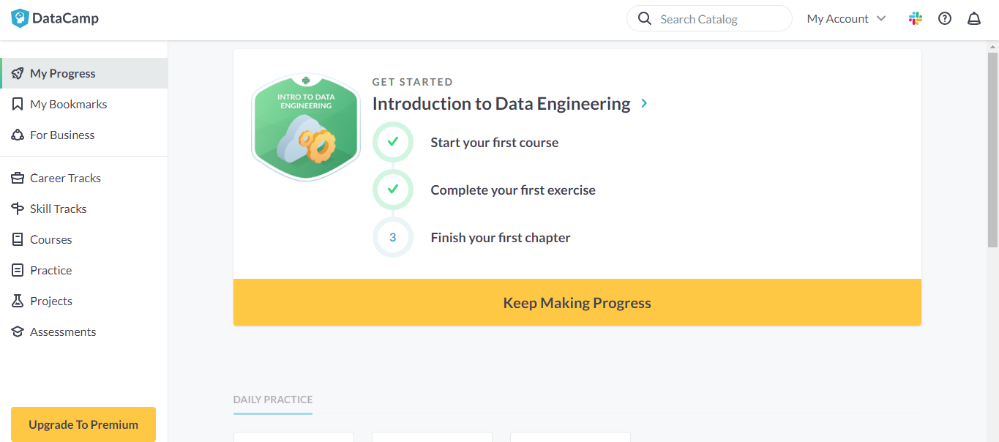 DataCamp
Search Catalog
My Account
My Progress
My Bookmarks
For Business
Career Tracks
Skill Tracks
Courses
Practice
Projects
Assessments
Upgrade To Premium
INTRO TO DATA
ENGINEERING
GET STARTED
Introduction to Data Engineering
Start your first course
Complete your first exercise
3 Finish your first chapter
Keep Making Progress
DAILY PRACTICE